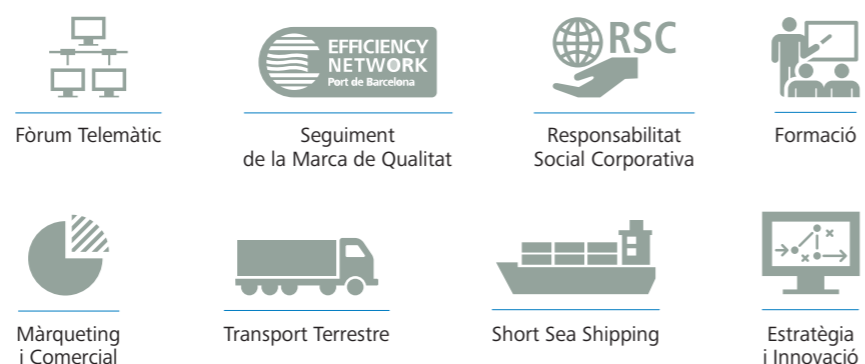 EFFICIENCY
NETWORK
Port de Barcelona
RSC
Fòrum Telemàtic
Seguiment
de la Marca de Qualitat
Responsabilitat
Social Corporativa
Formació
Màrqueting
i Comercial
Transport Terrestre
Short Sea Shipping
Estratègia
i Innovació